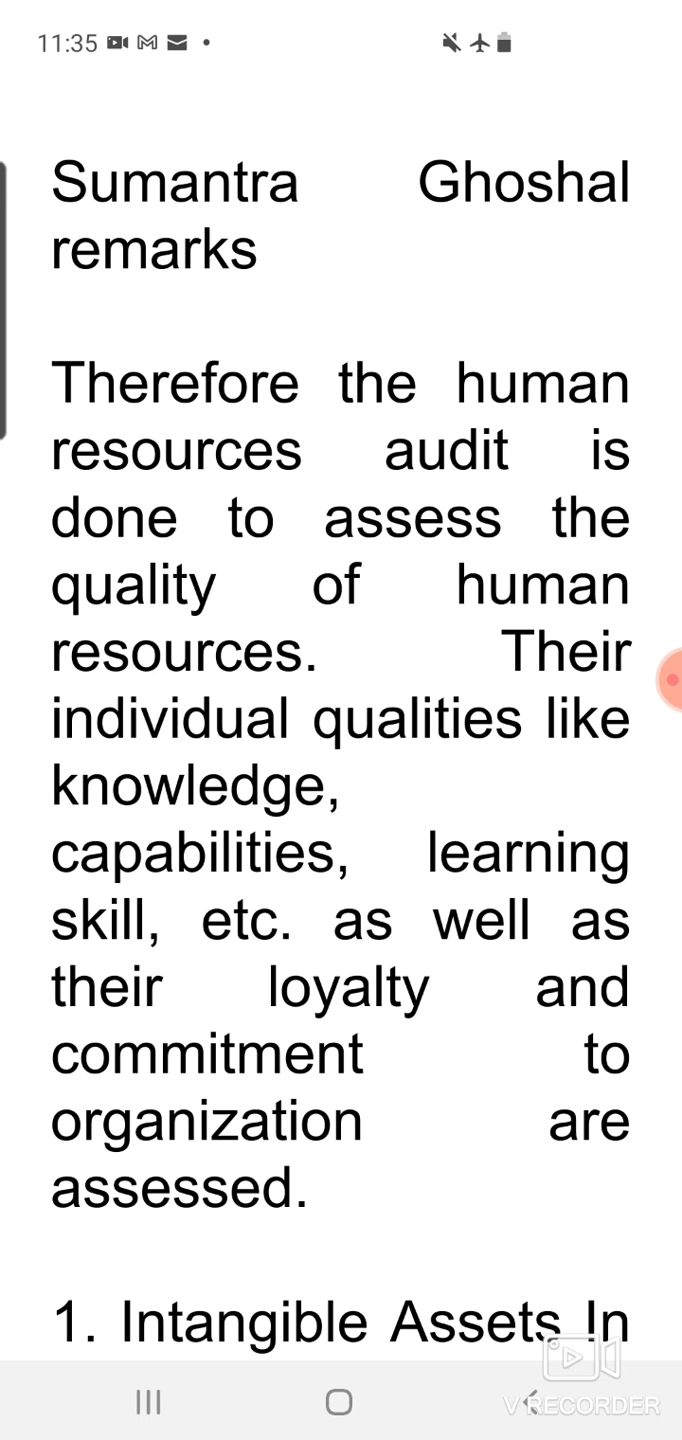 11:35
Sumantra Ghoshal
remarks
Therefore the human
resources audit is
done to assess the
quality of human
resources. Their
individual qualities like
knowledge,
capabilities, learning
skill, etc. as well as
their loyalty and
commitment to
organization are
assessed.
1. Intangible Assets In
V RECORDER